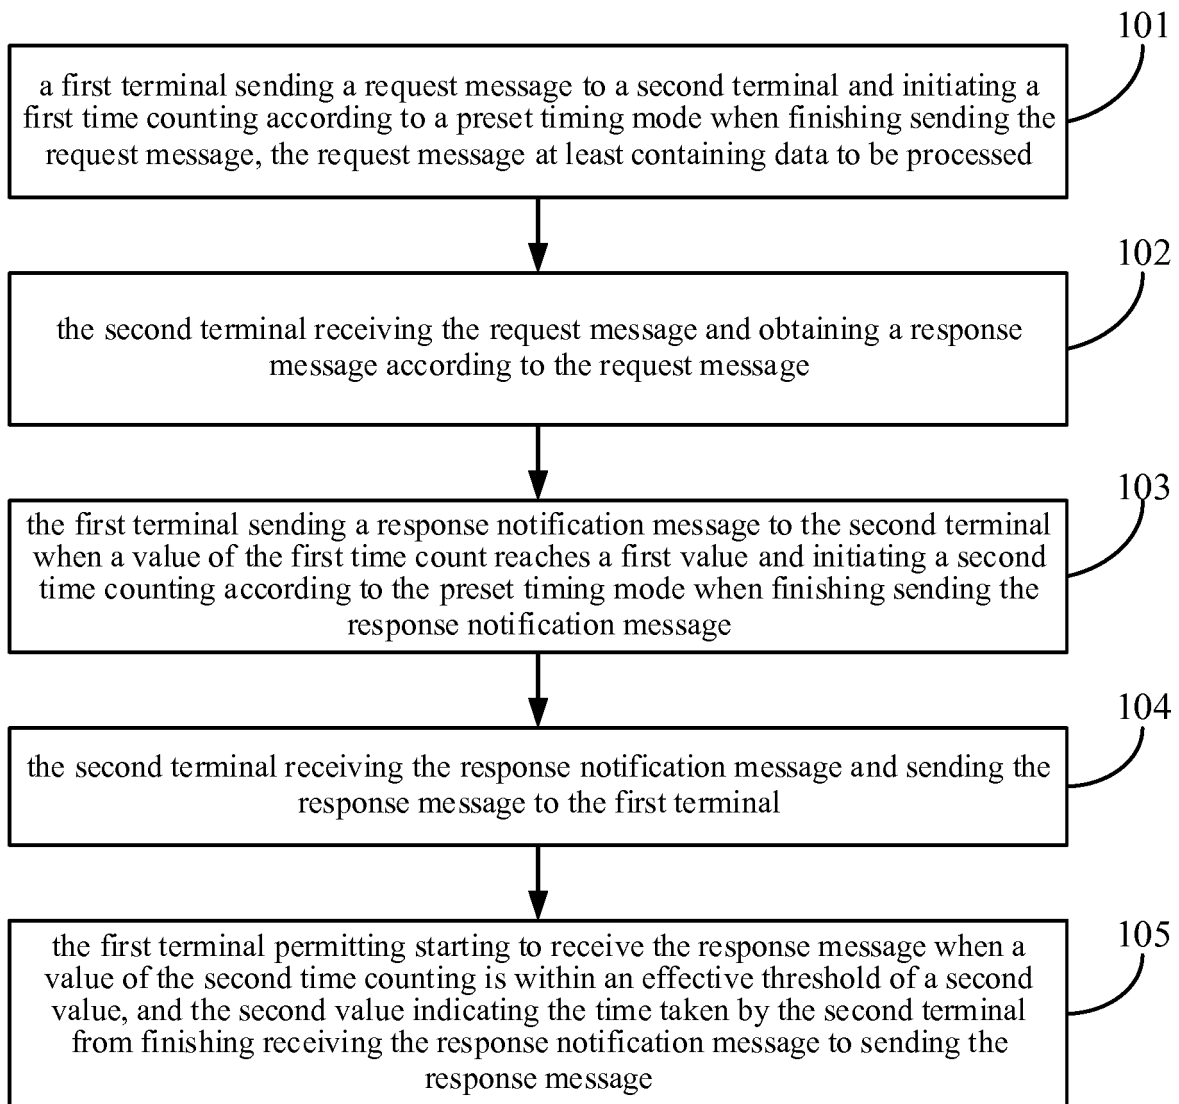 101
a first terminal sending a request message to a second terminal and initiating a
first time counting according to a preset timing mode when finishing sending the
request message, the request message at least containing data to be processed
102
the second terminal receiving the request message and obtaining a response
message according to the request message
103
the first terminal sending a response notification message to the second terminal
when a value of the first time count reaches a first value and initiating a second
time counting according to the preset timing mode when finishing sending the
response notification message
104
the second terminal receiving the response notification message and sending the
response message to the first terminal
105
the first terminal permitting starting to receive the response message when a
value of the second time counting is within an effective threshold of a second
value, and the second value indicating the time taken by the second terminal
from finishing receiving the response notification message to sending the
response message